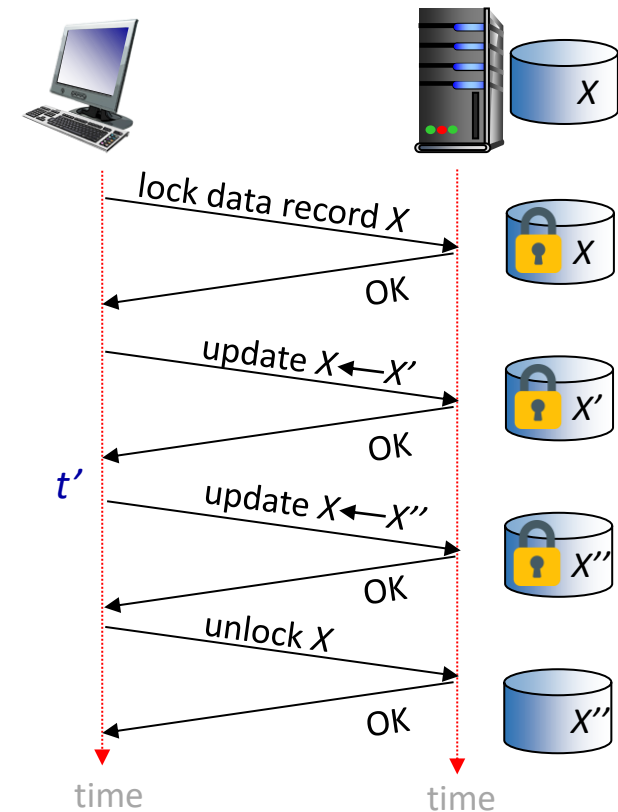 X
lock data record X
X
OK
update X←X’
X’
OK
t’
update X←X’’
X’’
OK
unlock X
X’’
OK
time
time